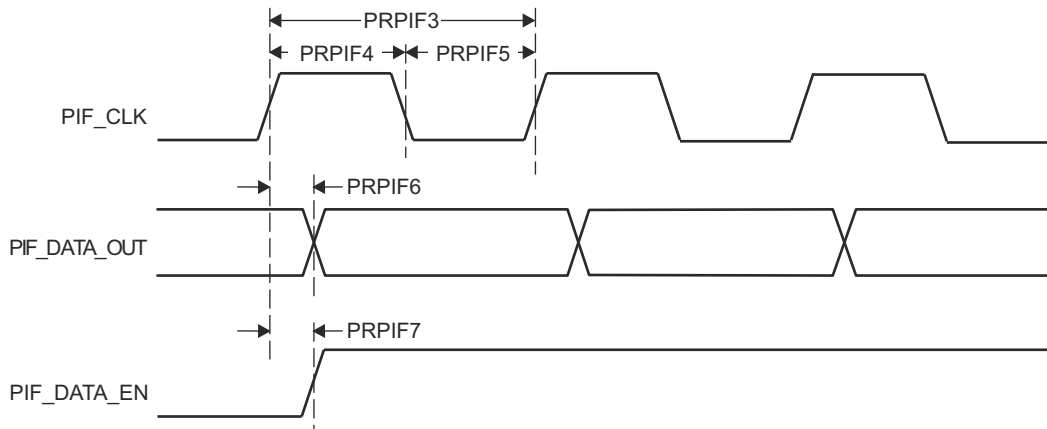 PRPIF3
PRPIF4 PRPIF5
PIF_CLK
PRPIF6
PIF_DATA_OUT
PRPIF7
PIF_DATA_EN